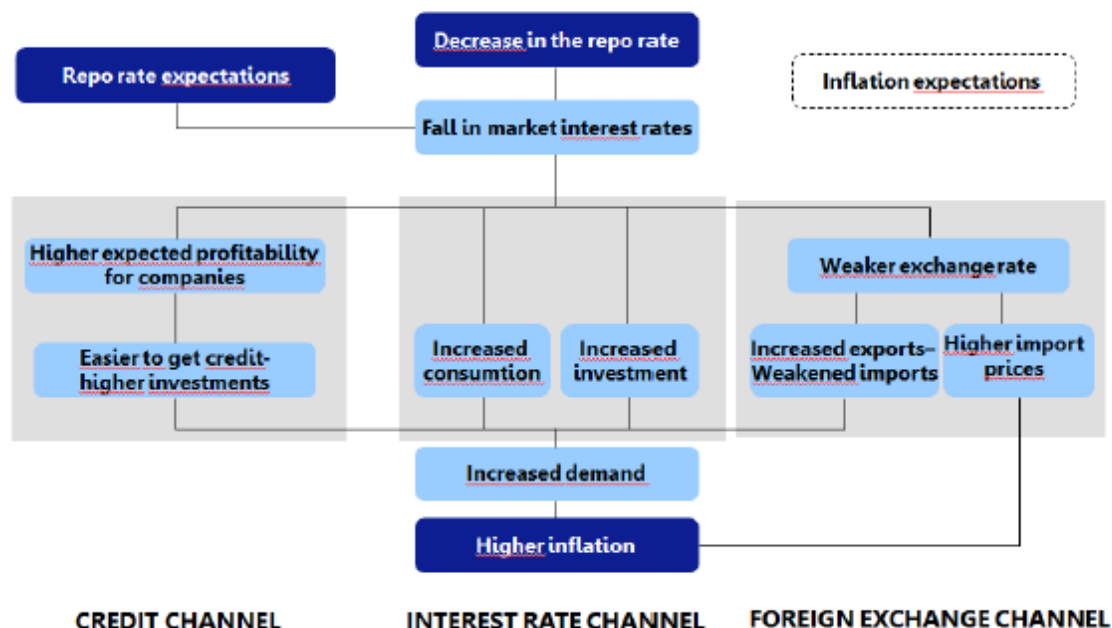 Decrease in the repo rate
Repo rate expectations
Inflation expectations
Fall in market interest rates
Higher expected profitability
for companies
Weaker exchange rate
Easier to get credit-
higher investments
Increased
consumtion
Increased
investment
Increased exports–
Weakened imports
Higher import
prices
Increased demand
Higher inflation
CREDIT CHANNEL
INTEREST RATE CHANNEL
FOREIGN EXCHANGE CHANNEL